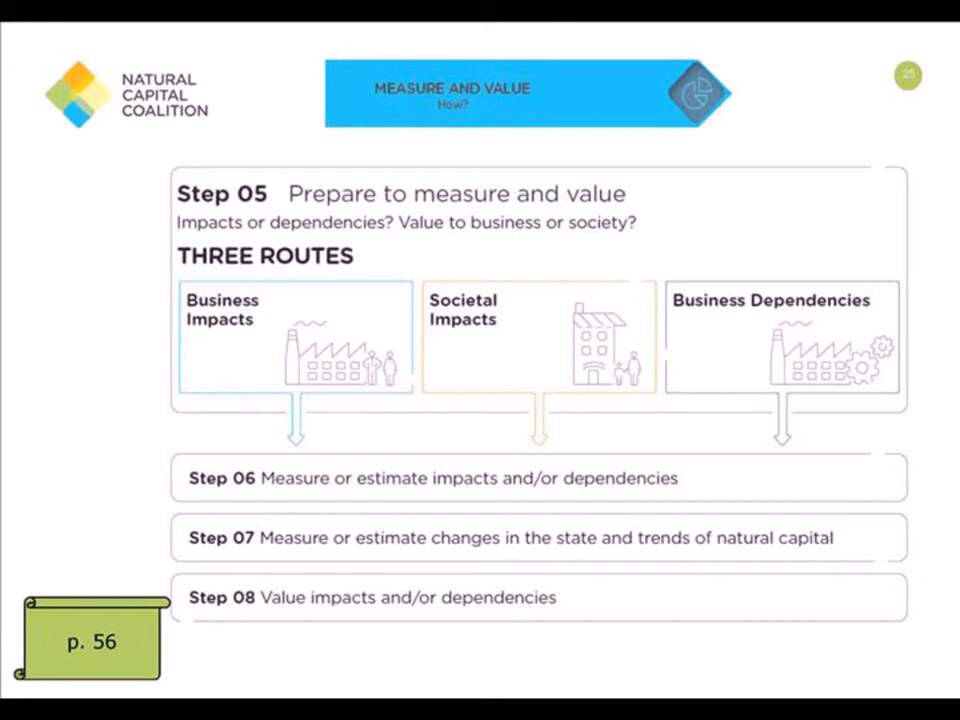 NATURAL
CAPITAL
COALITION
MEASURE AND VALUE
How?
25
Step 05 Prepare to measure and value
Impacts or dependencies? Value to business or society?
THREE ROUTES
Business
Impacts
Societal
Impacts
Business Dependencies
Step 06 Measure or estimate impacts and/or dependencies
Step 07 Measure or estimate changes in the state and trends of natural capital
Step 08 Value impacts and/or dependencies
p. 56